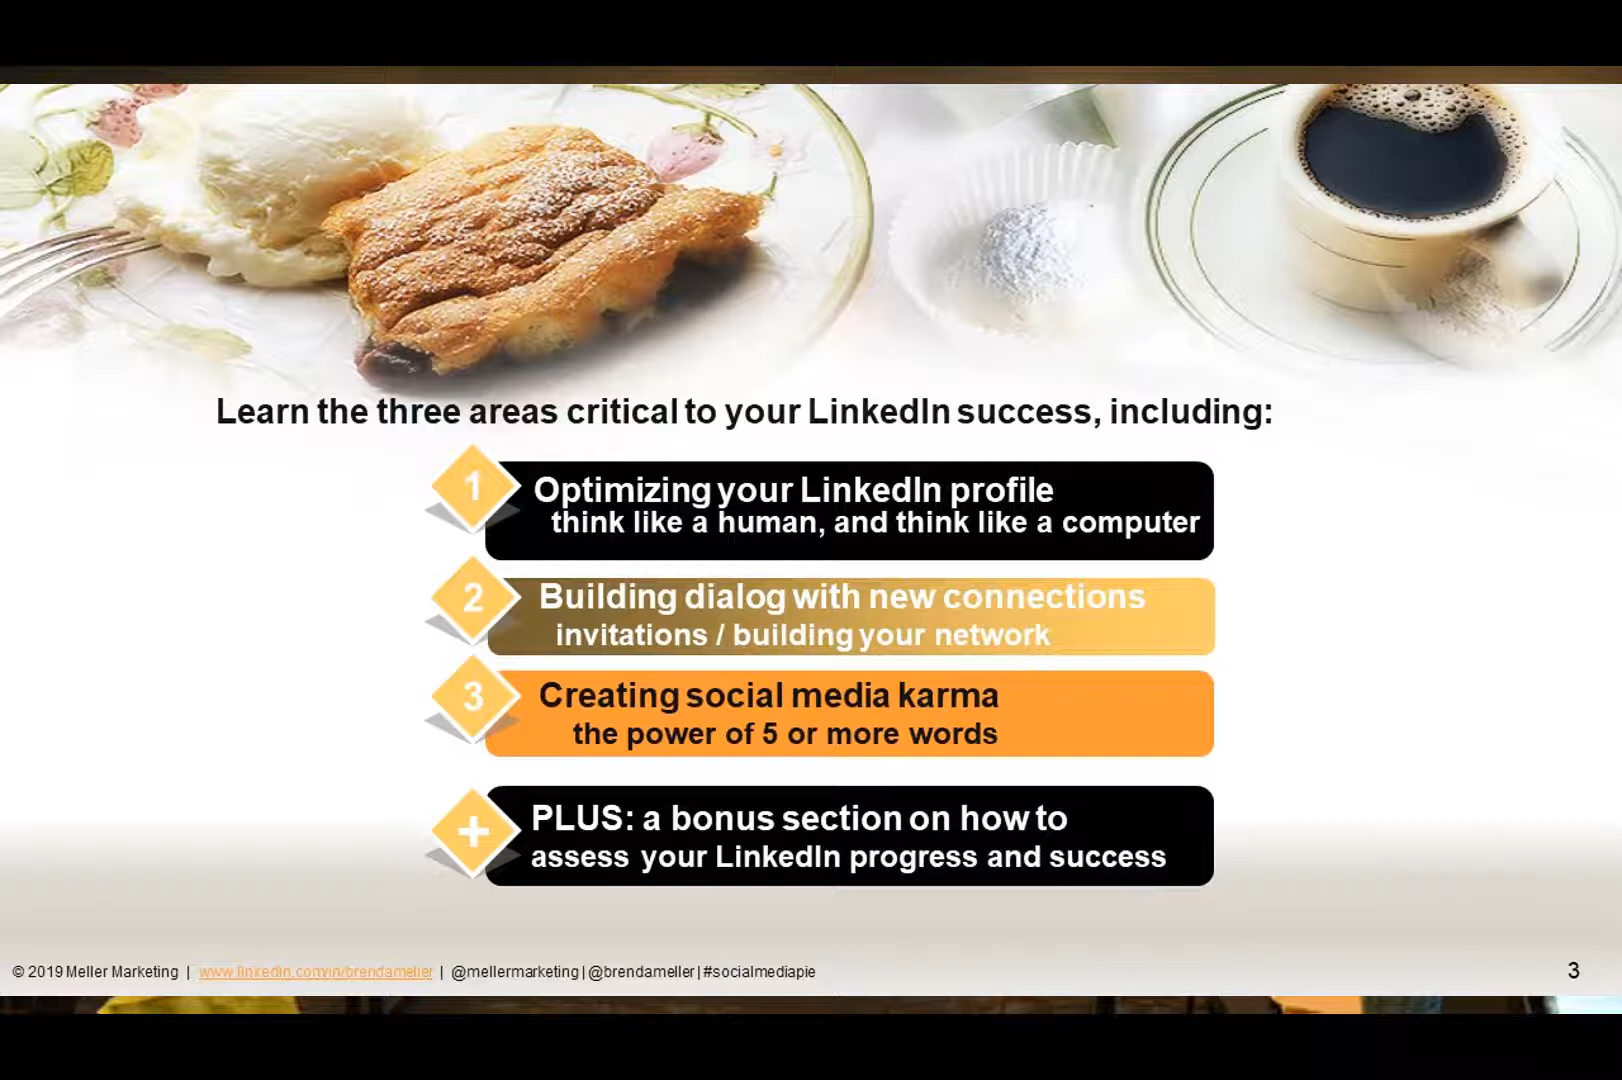 Learn the three areas critical to your LinkedIn success, including:
1
Optimizing your LinkedIn profile
think like a human, and think like a computer
2
Building dialog with new connections
invitations / building your network
3
Creating social media karma
the power of 5 or more words
+
PLUS: a bonus section on how to
assess your LinkedIn progress and success
© 2019 Meller Marketing | www.linkedin.com/in/brendameller | @mellermarketing | @brendameller | #socialmediapie
3